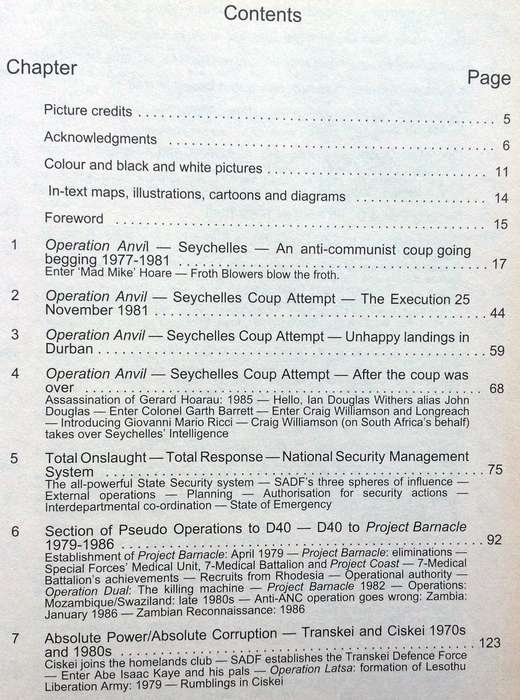 Contents
Chapter
Page
Picture credits . . . . . . . . . . . . . . . . . . . . . . . . . . . . . . . . . . . . . . . . 5
Acknowledgments . . . . . . . . . . . . . . . . . . . . . . . . . . . . . . . . . . . . . 6
Colour and black and white pictures . . . . . . . . . . . . . . . . . . . . . . . . . 11
In-text maps, illustrations, cartoons and diagrams . . . . . . . . . . . . . . . 14
Foreword . . . . . . . . . . . . . . . . . . . . . . . . . . . . . . . . . . . . . . . . . . 15
1 Operation Anvil — Seychelles — An anti-communist coup going
begging 1977-1981 . . . . . . . . . . . . . . . . . . . . . . . . . . . . . . . . . . . 17
Enter 'Mad Mike' Hoare — Froth Blowers blow the froth.
2 Operation Anvil — Seychelles Coup Attempt — The Execution 25
November 1981 . . . . . . . . . . . . . . . . . . . . . . . . . . . . . . . . . . . . . . 44
3 Operation Anvil — Seychelles Coup Attempt — Unhappy landings in
Durban . . . . . . . . . . . . . . . . . . . . . . . . . . . . . . . . . . . . . . . . . . . . 59
4 Operation Anvil — Seychelles Coup Attempt — After the coup was
over . . . . . . . . . . . . . . . . . . . . . . . . . . . . . . . . . . . . . . . . . . . . . . 68
Assassination of Gerard Hoarau: 1985 — Hello, Ian Douglas Withers alias John
Douglas — Enter Colonel Garth Barrett — Enter Craig Williamson and Longreach
— Introducing Giovanni Mario Ricci — Craig Williamson (on South Africa's behalf)
takes over Seychelles' Intelligence
5 Total Onslaught — Total Response — National Security Management
System . . . . . . . . . . . . . . . . . . . . . . . . . . . . . . . . . . . . . . . . . . . . 75
The all-powerful State Security system — SADF's three spheres of influence —
External operations — Planning — Authorisation for security actions —
Interdepartmental co-ordination — State of Emergency
6 Section of Pseudo Operations to D40 — D40 to Project Barnacle
1979-1986 . . . . . . . . . . . . . . . . . . . . . . . . . . . . . . . . . . . . . . . . . . 92
Establishment of Project Barnacle: April 1979 — Project Barnacle: eliminations —
Special Forces' Medical Unit, 7-Medical Battalion and Project Coast — 7-Medical
Battalion's achievements — Recruits from Rhodesia — Operational authority —
Operation Dual: The killing machine — Project Barnacle 1982 — Operations:
Mozambique/Swaziland: late 1980s — Anti-ANC operation goes wrong: Zambia:
January 1986 — Zambian Reconnaissance: 1986
7 Absolute Power/Absolute Corruption — Transkei and Ciskei 1970s
and 1980s . . . . . . . . . . . . . . . . . . . . . . . . . . . . . . . . . . . . . . . . . 123
Ciskei joins the homelands club — SADF establishes the Transkei Defence Force
— Enter Abe Isaac Kaye and his pals — Operation Latsa: formation of Lesotho
Liberation Army: 1979 — Rumblings in Ciskei